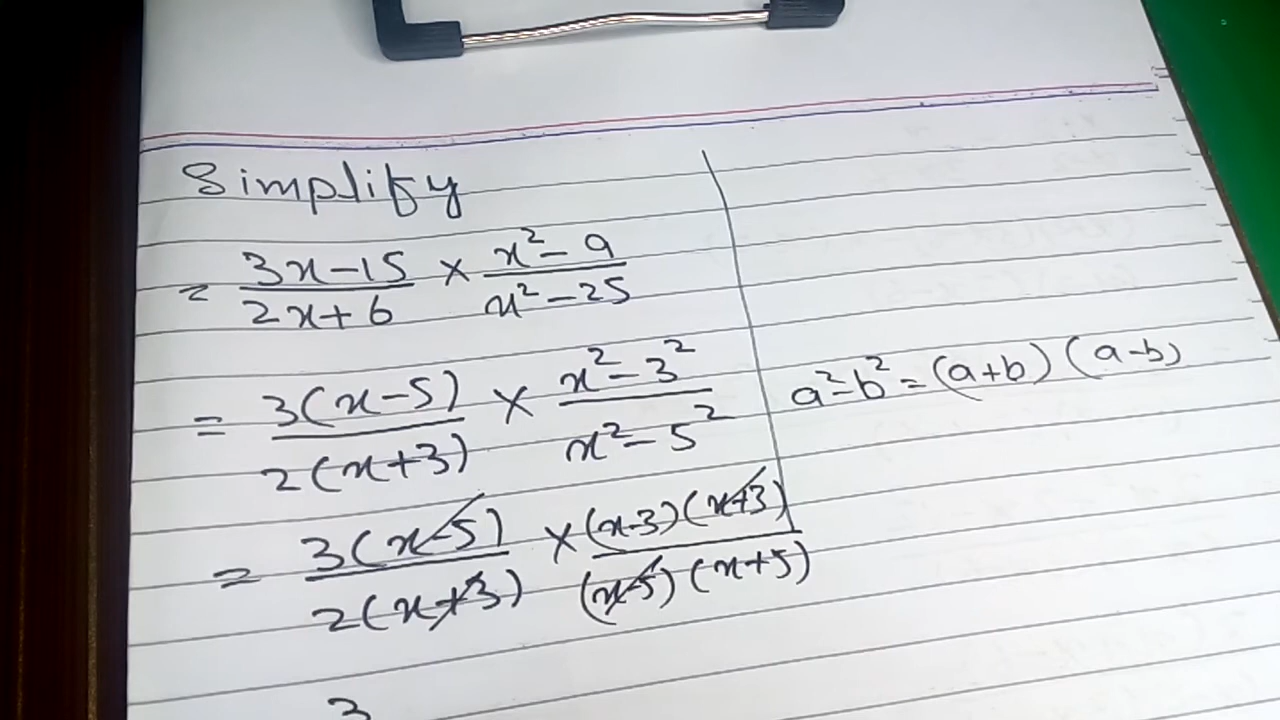 Simplify
= 3x-15/2x+6 × x²-9/x²-25
= 3(x-5)/2(x+3) × x²-3²/x²-5² a²-b²=(a+b)(a-b)
= 3(x-5)/2(x+3) × (x-3)(x+3)/(x-5)(x+5)
3